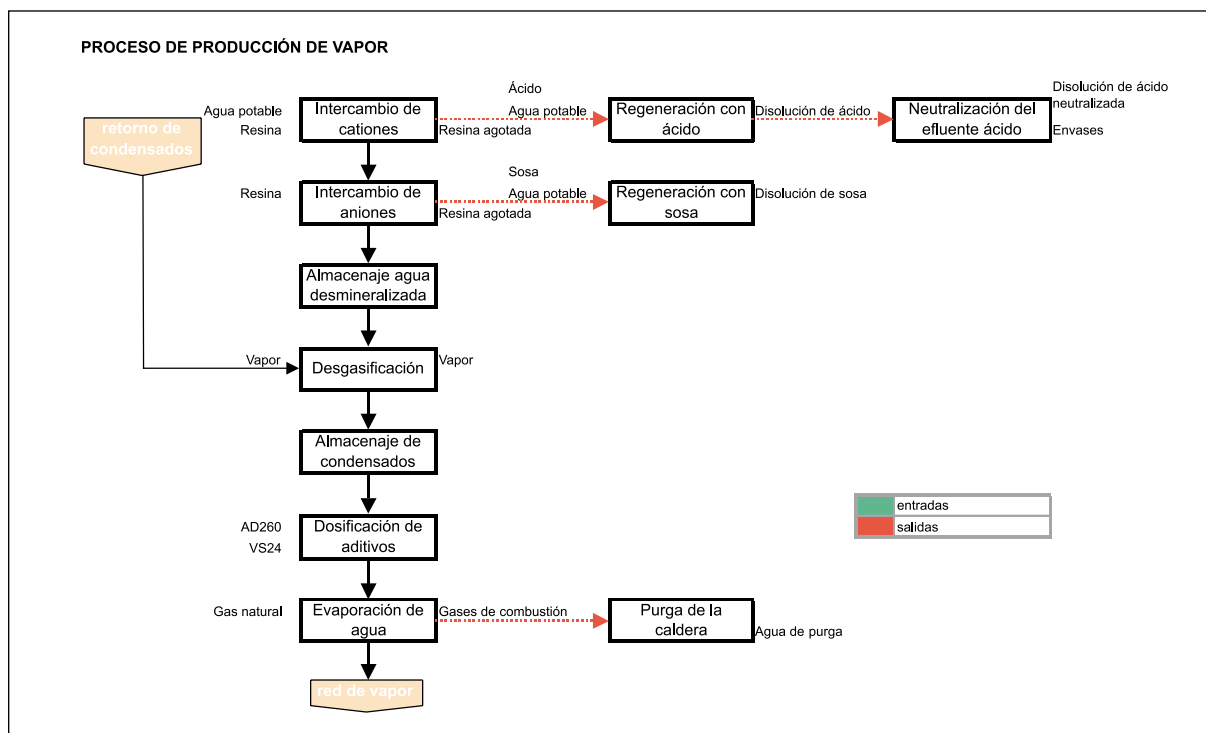 PROCESO DE PRODUCCIÓN DE VAPOR
retorno de
condensados
Agua potable
Resina
Intercambio de
cationes
Resina agotada
Ácido
Agua potable
Regeneración con
ácido
Disolución de ácido
Neutralización del
efluente ácido
Disolución de ácido
neutralizada
Envases
Resina
Intercambio de
aniones
Resina agotada
Sosa
Agua potable
Regeneración con
sosa
Disolución de sosa
Almacenaje agua
desmineralizada
Vapor
Desgasificación
Vapor
Almacenaje de
condensados
AD260
VS24
Dosificación de
aditivos
entradas
salidas
Gas natural
Evaporación de
agua
Gases de combustión
Purga de la
caldera
Agua de purga
red de vapor